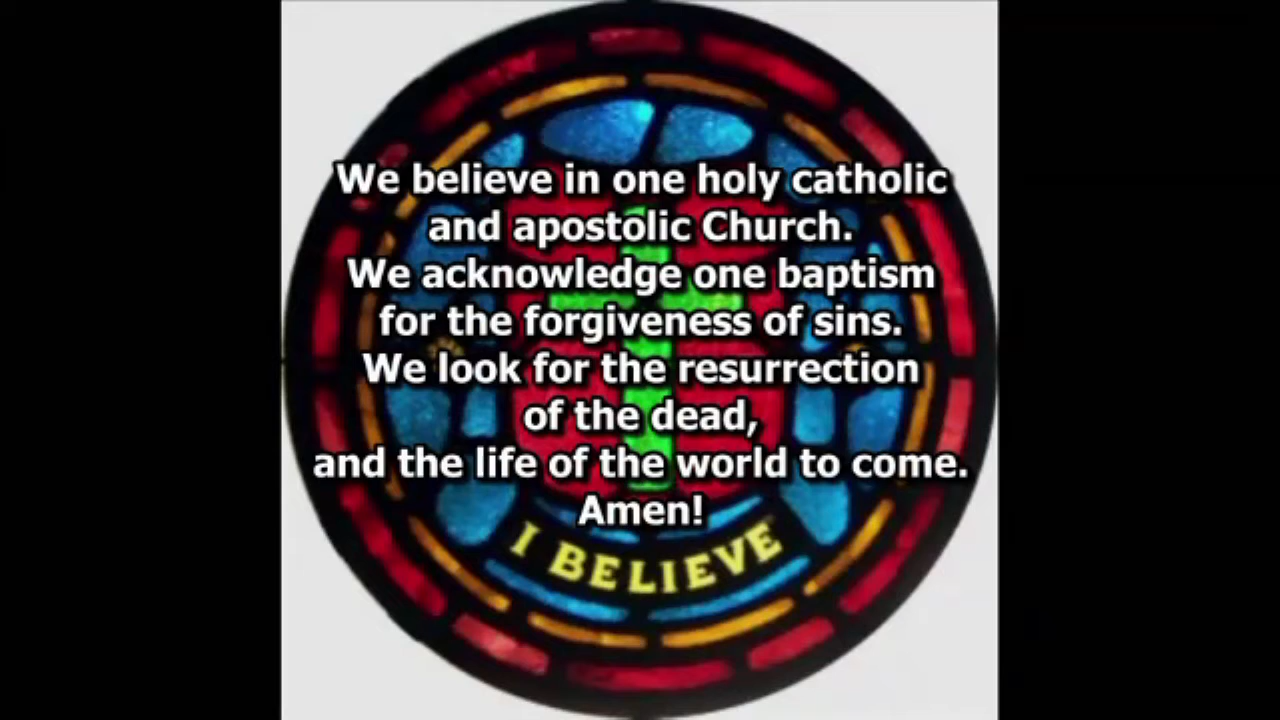 We believe in one holy catholic
and apostolic Church.
We acknowledge one baptism
for the forgiveness of sins.
We look for the resurrection
of the dead,
and the life of the world to come.
Amen!
I BELIEVE